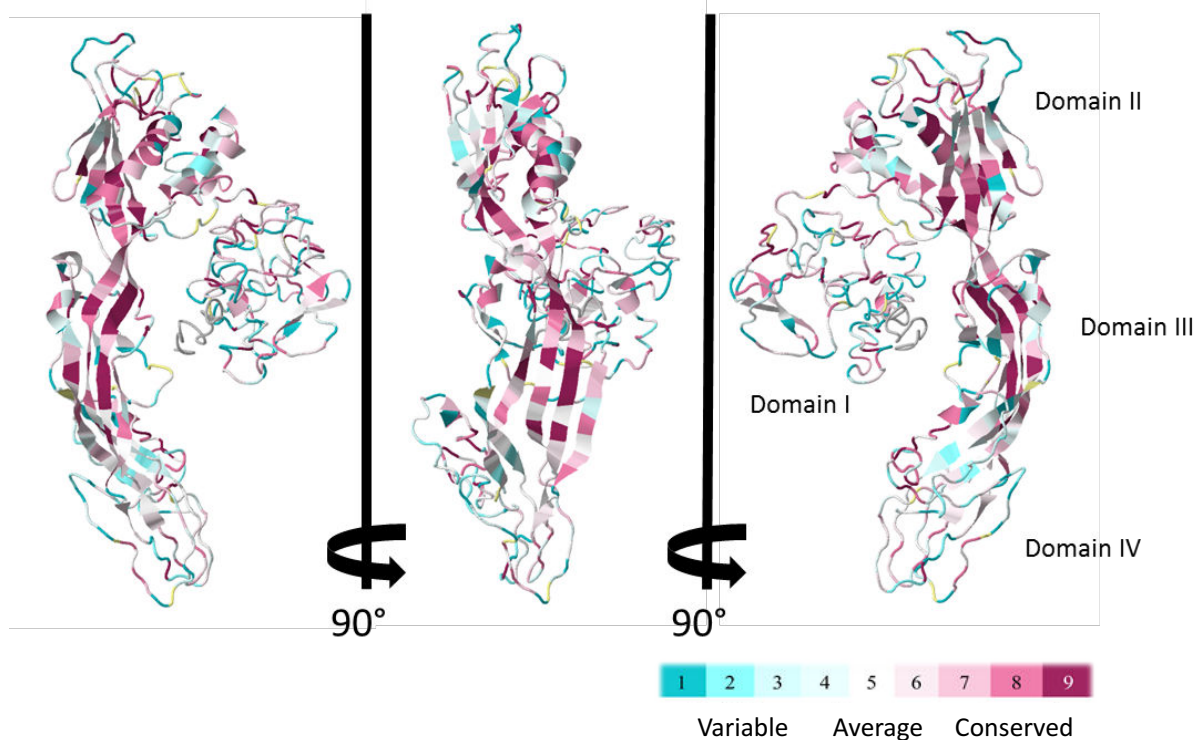 Domain II
Domain III
Domain I
Domain IV
90°
90°
1 2 3 4 5 6 7 8 9
Variable Average Conserved